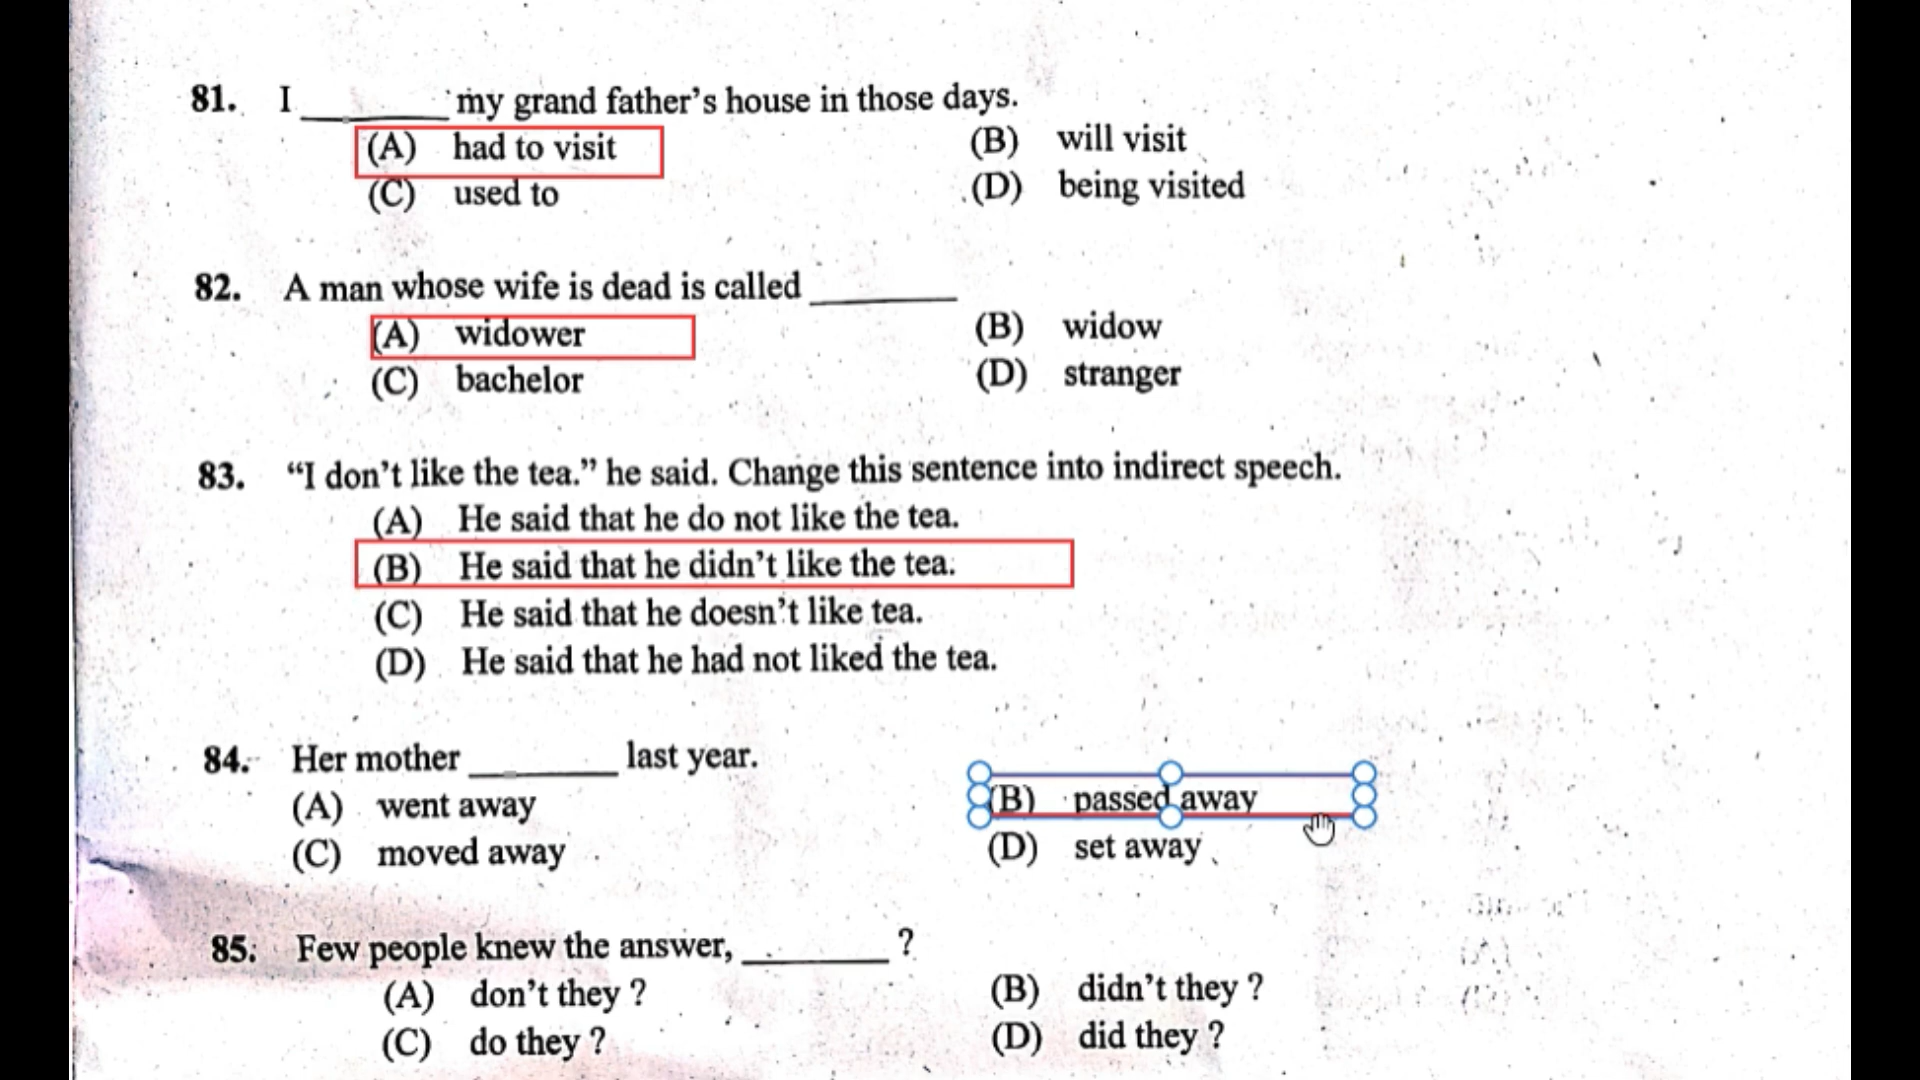 81. I ________ my grand father's house in those days.
(A) had to visit (B) will visit
(C) used to (D) being visited
82. A man whose wife is dead is called ________
(A) widower (B) widow
(C) bachelor (D) stranger
83. “I don't like the tea.” he said. Change this sentence into indirect speech.
(A) He said that he do not like the tea.
(B) He said that he didn't like the tea.
(C) He said that he doesn't like tea.
(D) He said that he had not liked the tea.
84. Her mother ________ last year.
(A) went away (B) passed away
(C) moved away (D) set away
85. Few people knew the answer, ________ ?
(A) don't they ? (B) didn't they ?
(C) do they ? (D) did they ?